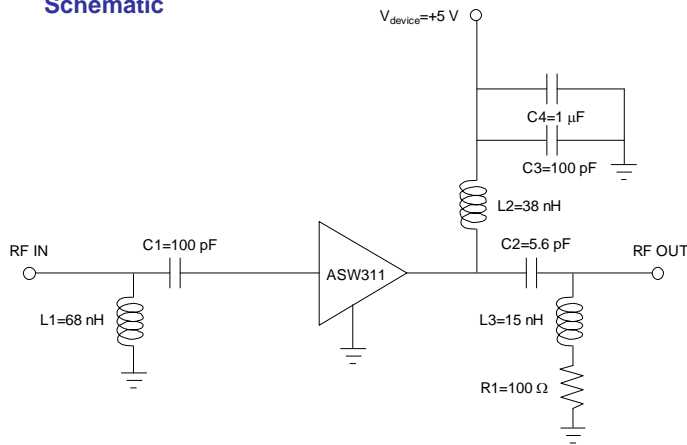 Schematic
Vdevice=+5 V
C4=1 μF
C3=100 pF
L2=38 nH
RF IN
C1=100 pF
ASW311
C2=5.6 pF
RF OUT
L1=68 nH
L3=15 nH
R1=100 Ω